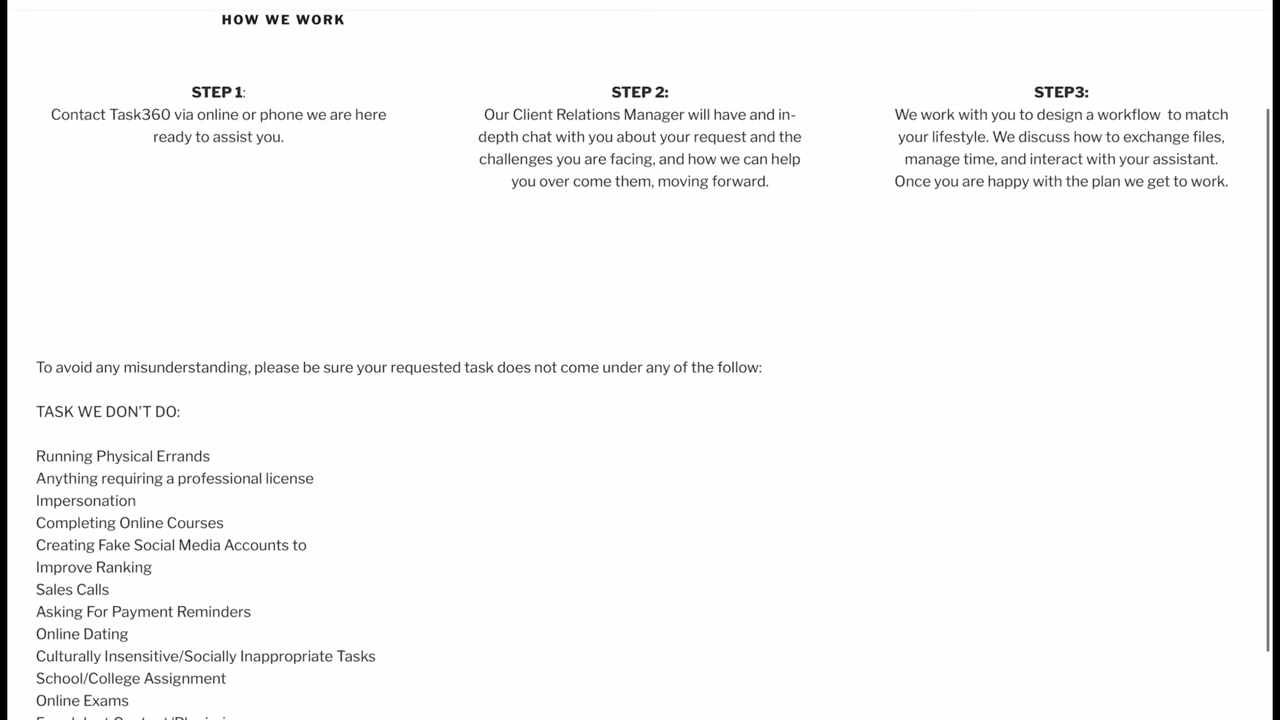 HOW WE WORK
STEP 1:
Contact Task360 via online or phone we are here
ready to assist you.
STEP 2:
Our Client Relations Manager will have and in-
depth chat with you about your request and the
challenges you are facing, and how we can help
you over come them, moving forward.
STEP3:
We work with you to design a workflow to match
your lifestyle. We discuss how to exchange files,
manage time, and interact with your assistant.
Once you are happy with the plan we get to work.
To avoid any misunderstanding, please be sure your requested task does not come under any of the follow:
TASK WE DON'T DO:
Running Physical Errands
Anything requiring a professional license
Impersonation
Completing Online Courses
Creating Fake Social Media Accounts to
Improve Ranking
Sales Calls
Asking For Payment Reminders
Online Dating
Culturally Insensitive/Socially Inappropriate Tasks
School/College Assignment
Online Exams